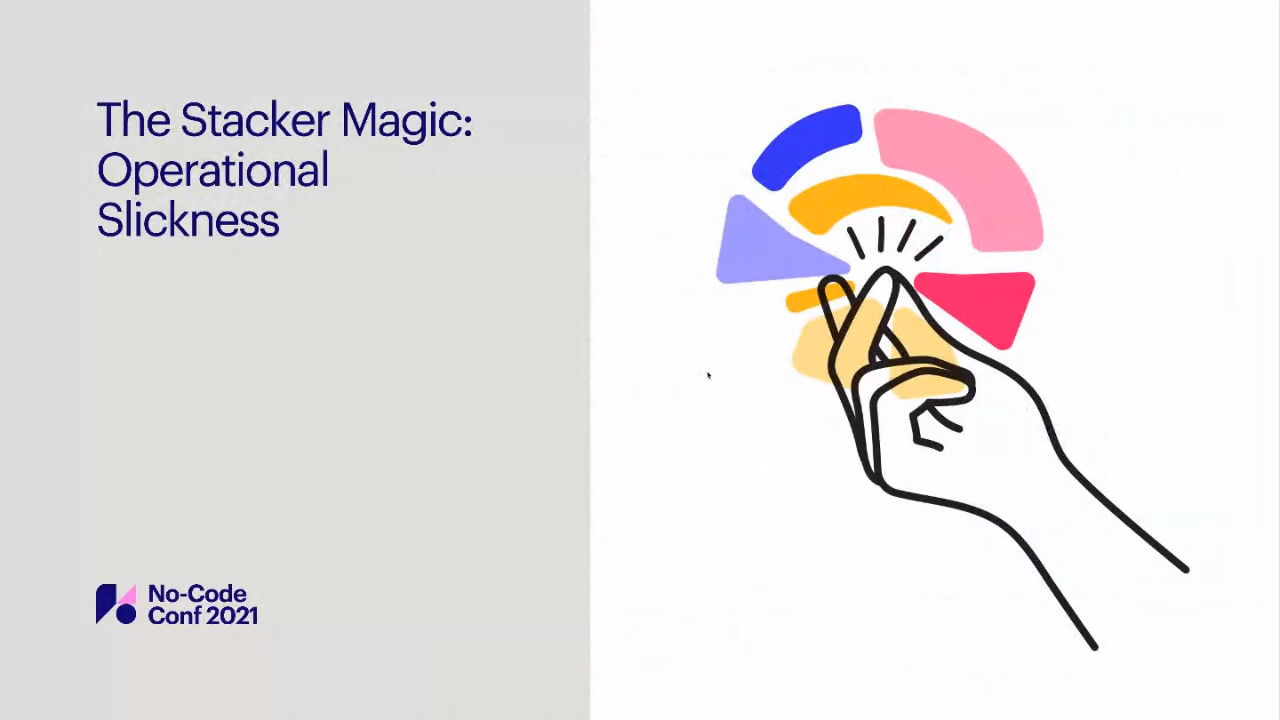 The Stacker Magic:
Operational
Slickness
No-Code
Conf 2021